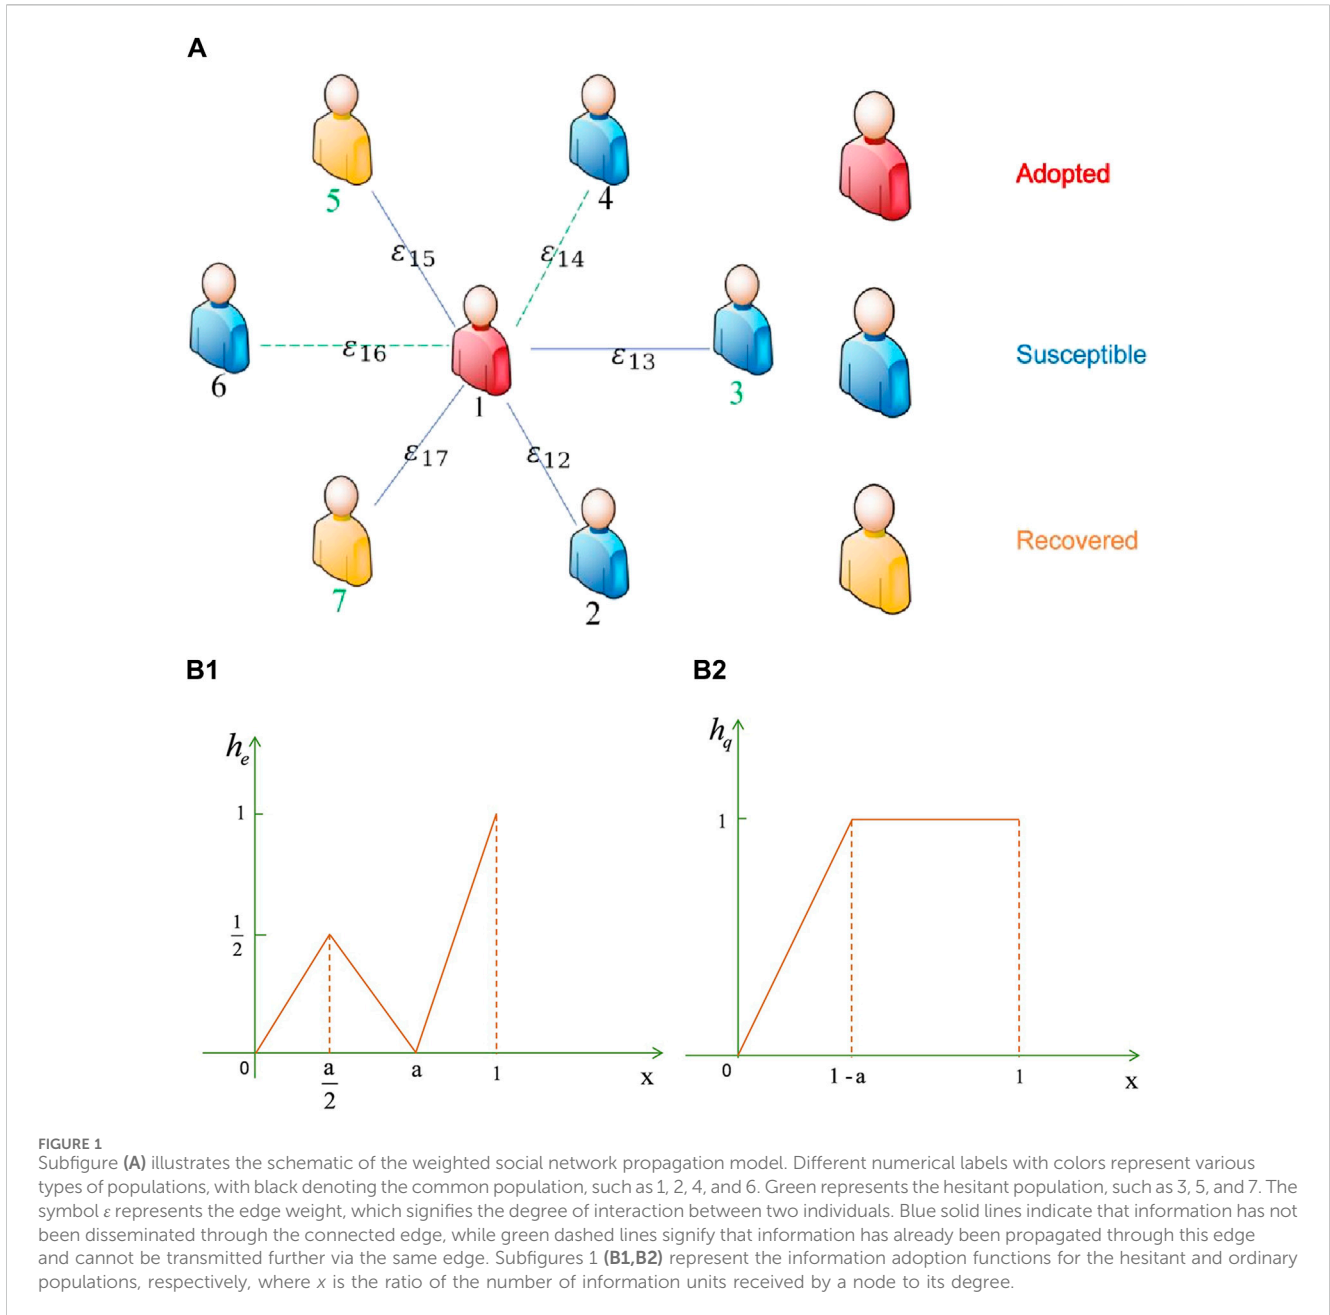 A
5
4
Adopted
ε15
ε14
6
ε16
1
ε13
3
Susceptible
ε17
ε12
7
2
Recovered
B1
B2
he
1
1/2
0
a/2
a
1
x
hq
1
0
1-a
1
x
FIGURE 1
Subfigure (A) illustrates the schematic of the weighted social network propagation model. Different numerical labels with colors represent various
types of populations, with black denoting the common population, such as 1, 2, 4, and 6. Green represents the hesitant population, such as 3, 5, and 7. The
symbol ε represents the edge weight, which signifies the degree of interaction between two individuals. Blue solid lines indicate that information has not
been disseminated through the connected edge, while green dashed lines signify that information has already been propagated through this edge
and cannot be transmitted further via the same edge. Subfigures 1 (B1,B2) represent the information adoption functions for the hesitant and ordinary
populations, respectively, where x is the ratio of the number of information units received by a node to its degree.